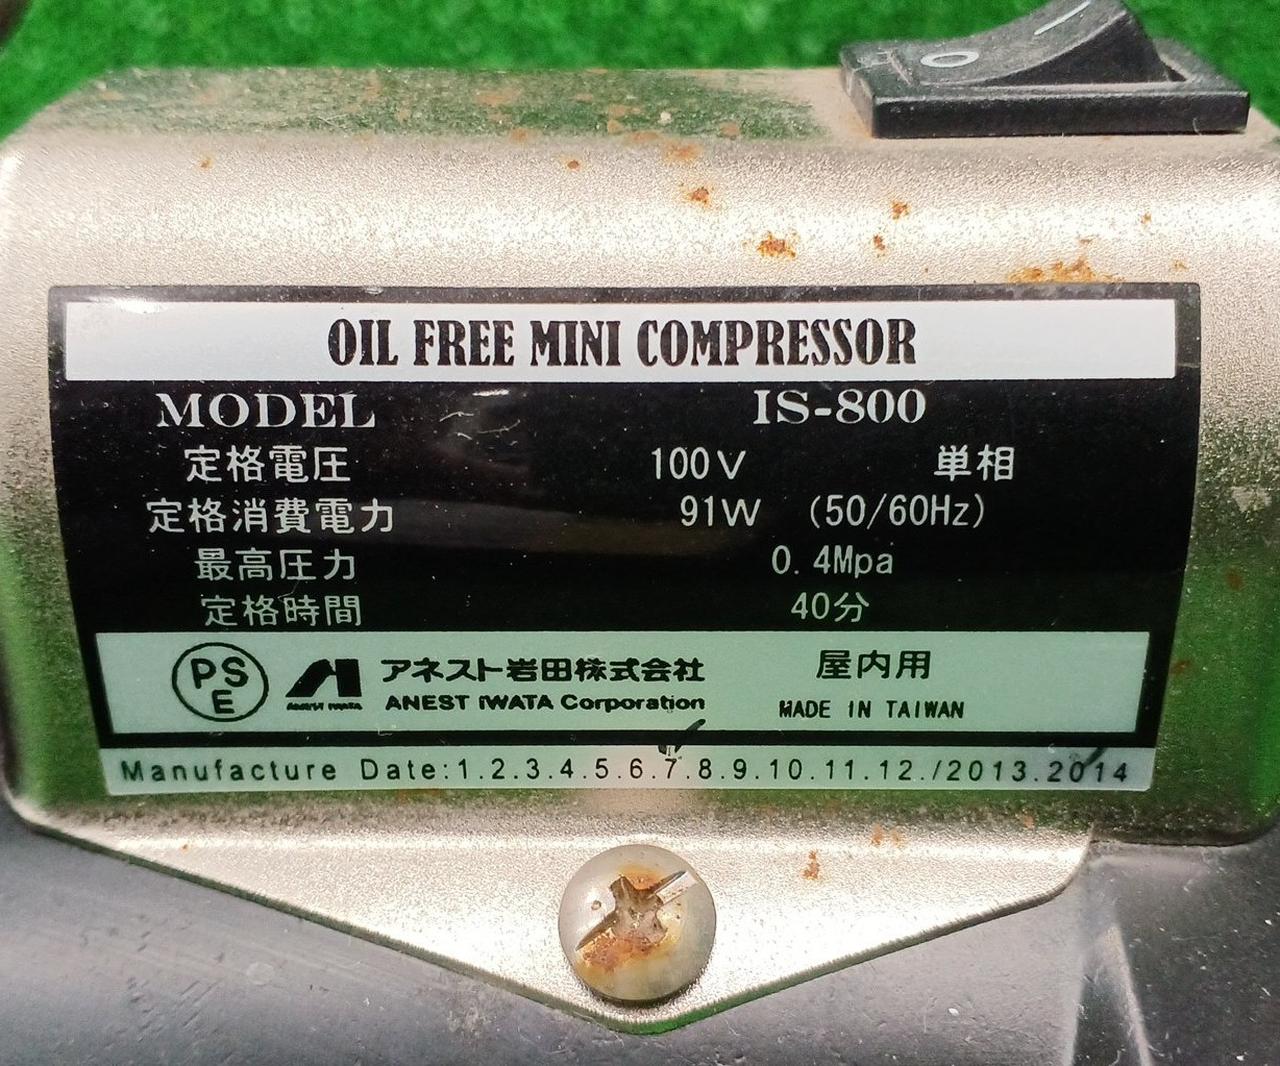 OIL FREE MINI COMPRESSOR
MODEL IS-800
定格電圧 100V 単相
定格消費電力 91W (50/60Hz)
最高圧力 0.4Mpa
定格時間 40分
PSE アネスト岩田株式会社 屋内用
ANEST IWATA ANEST IWATA Corporation MADE IN TAIWAN
Manufacture Date:1.2.3.4.5.6.7.8.9.10.11.12./2013.2014